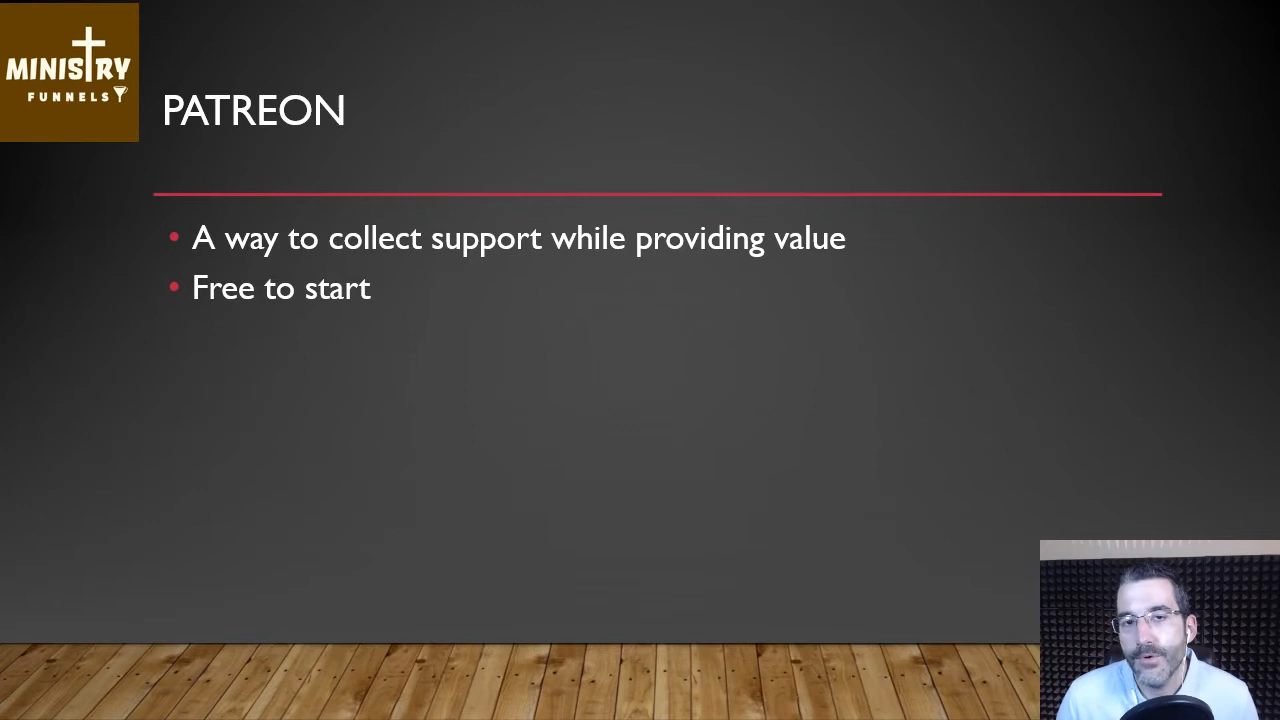 MINISTRY
FUNNELS
PATREON
• A way to collect support while providing value
• Free to start